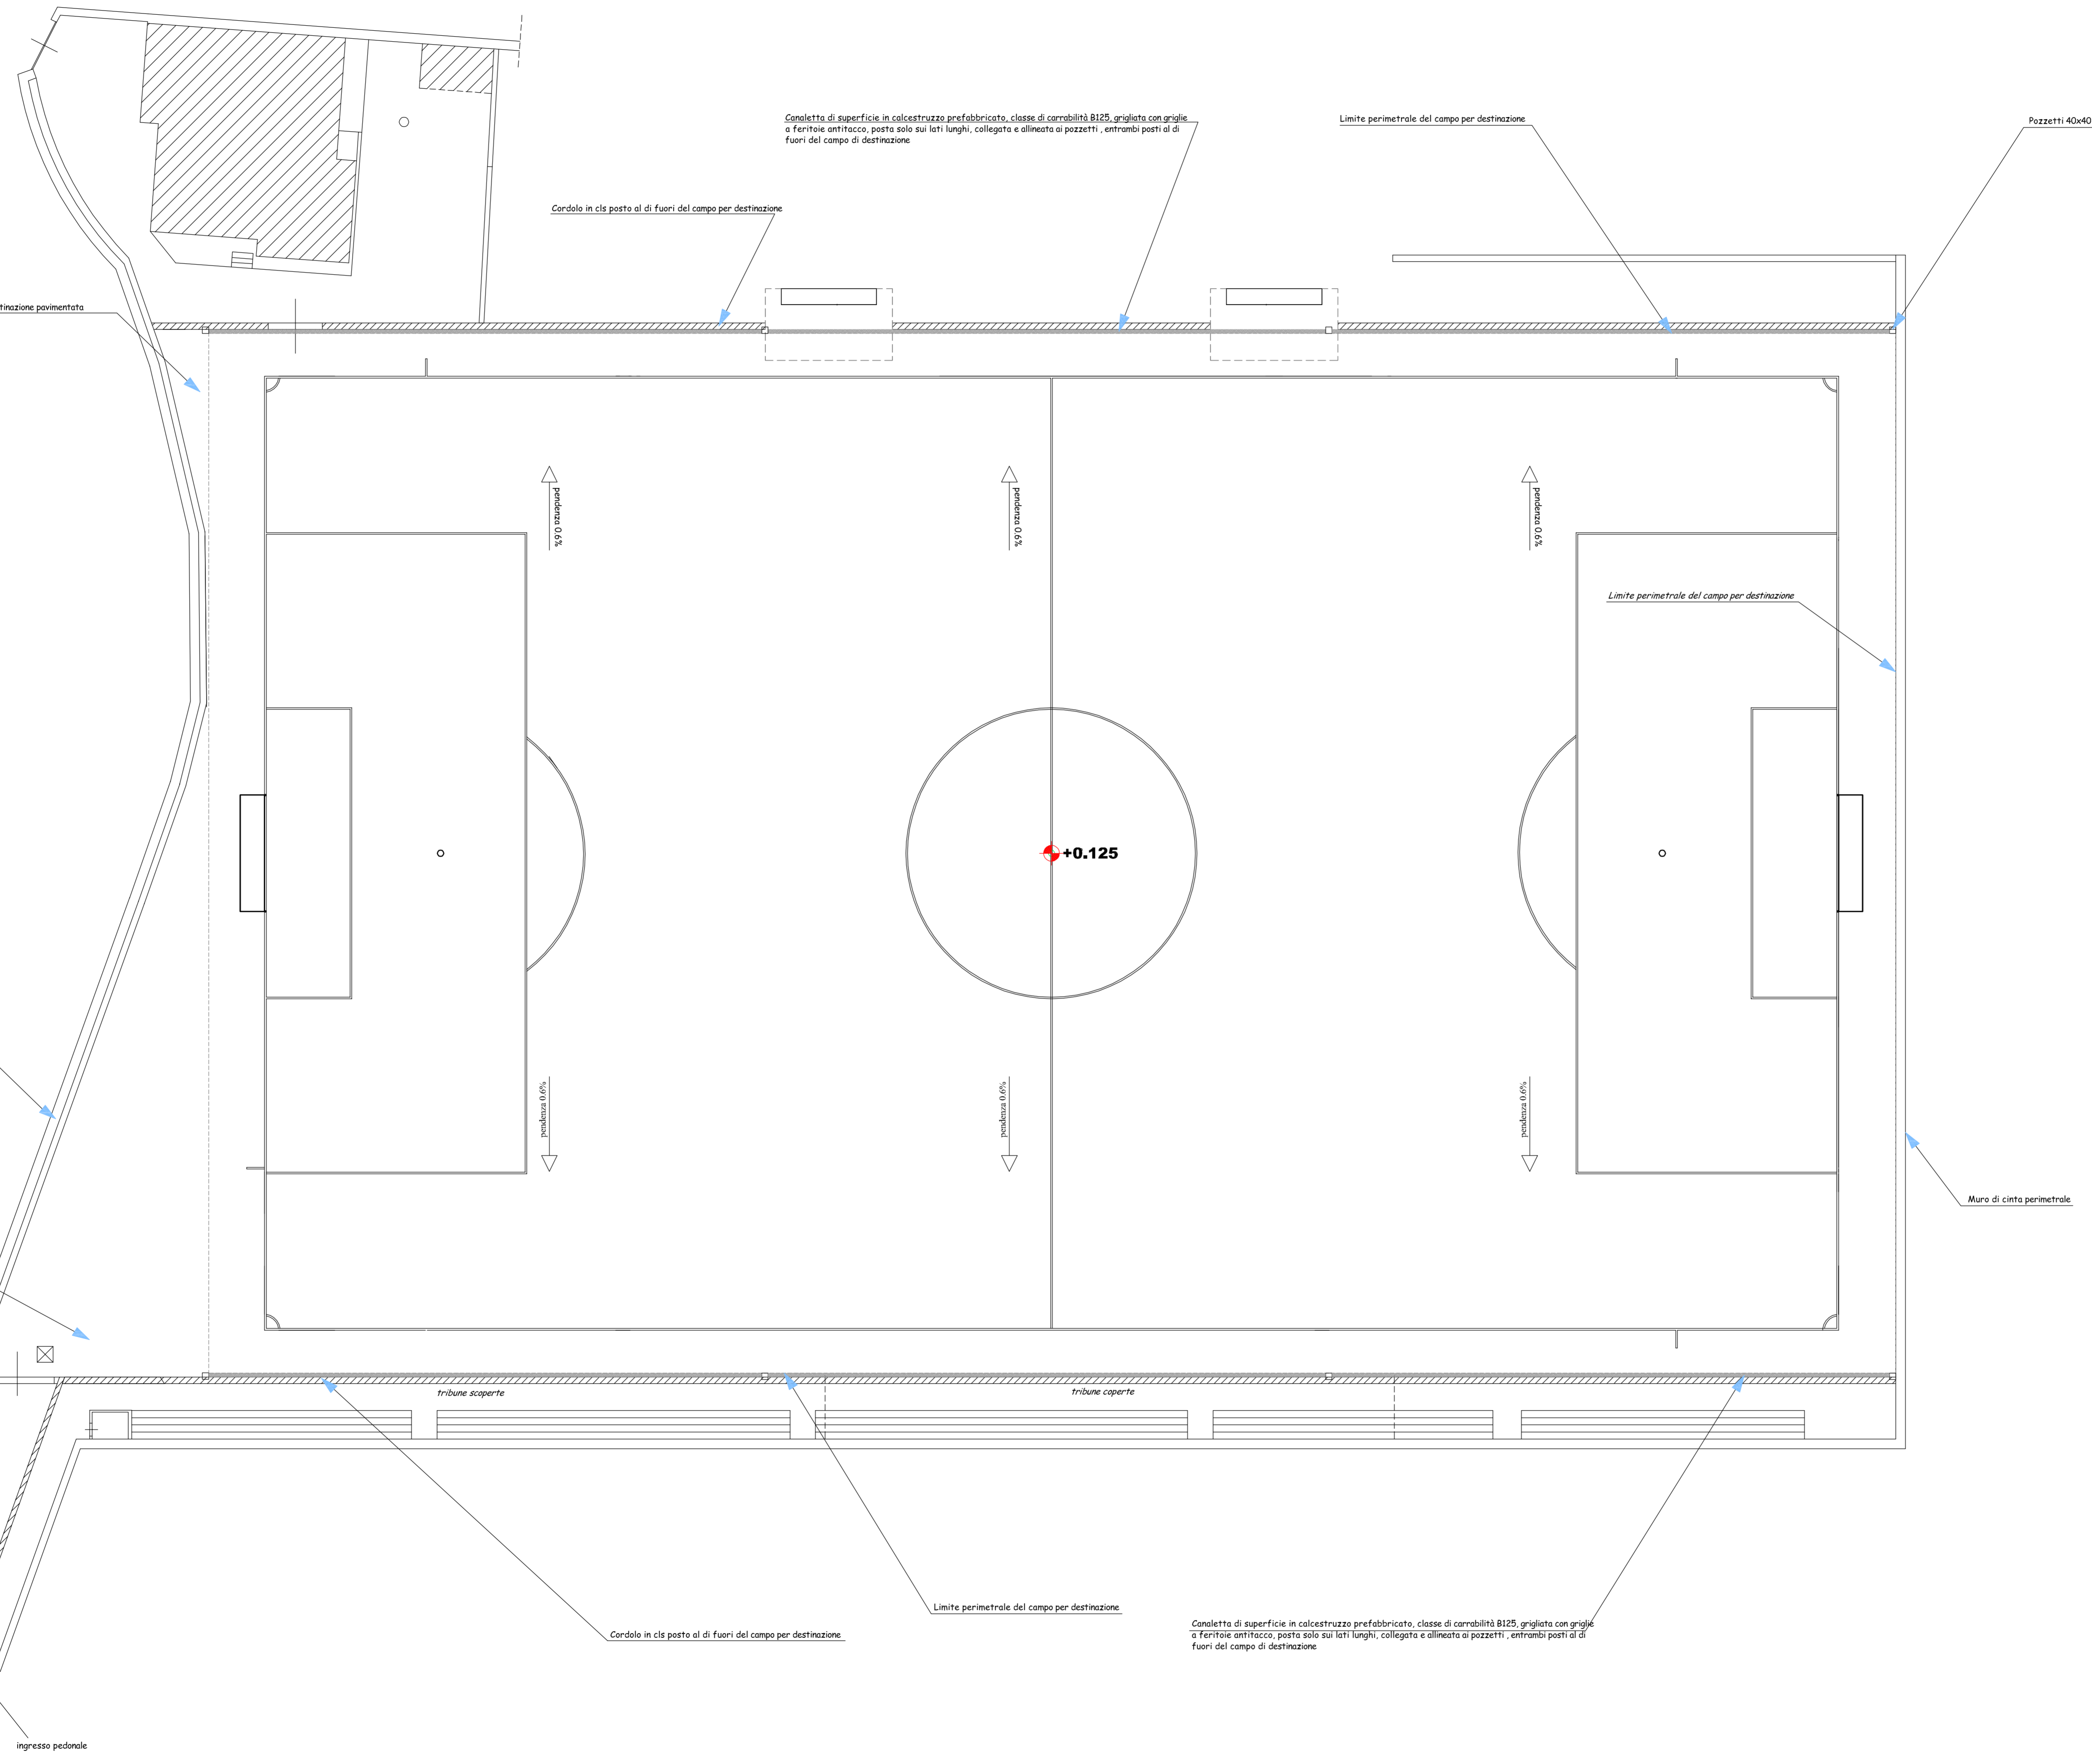 Canaletta di superficie in calcestruzzo prefabbricato, classe di carrabilità B125, grigliata con griglie
a feritoie antitacco, posta solo sui lati lunghi, collegata e allineata ai pozzetti , entrambi posti al di
fuori del campo di destinazione
Limite perimetrale del campo per destinazione
Pozzetti 40x40
Cordolo in cls posto al di fuori del campo per destinazione
tinazione pavimentata
pendenza 0.6%
pendenza 0.6%
pendenza 0.6%
Limite perimetrale del campo per destinazione
+0.125
pendenza 0.6%
pendenza 0.6%
pendenza 0.6%
Muro di cinta perimetrale
tribune scoperte
tribune coperte
Limite perimetrale del campo per destinazione
Cordolo in cls posto al di fuori del campo per destinazione
Canaletta di superficie in calcestruzzo prefabbricato, classe di carrabilità B125, grigliata con griglie
a feritoie antitacco, posta solo sui lati lunghi, collegata e allineata ai pozzetti , entrambi posti al di
fuori del campo di destinazione
ingresso pedonale